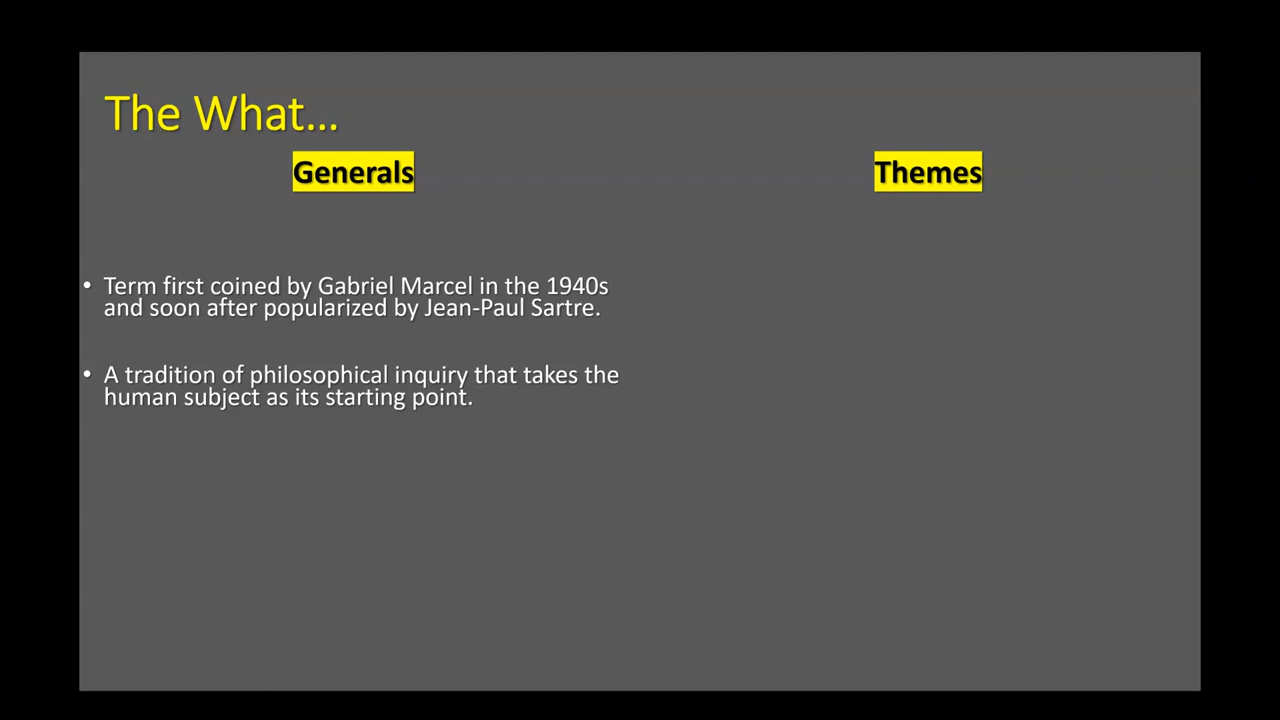 The What...
Generals
Themes
• Term first coined by Gabriel Marcel in the 1940s
and soon after popularized by Jean-Paul Sartre.
• A tradition of philosophical inquiry that takes the
human subject as its starting point.